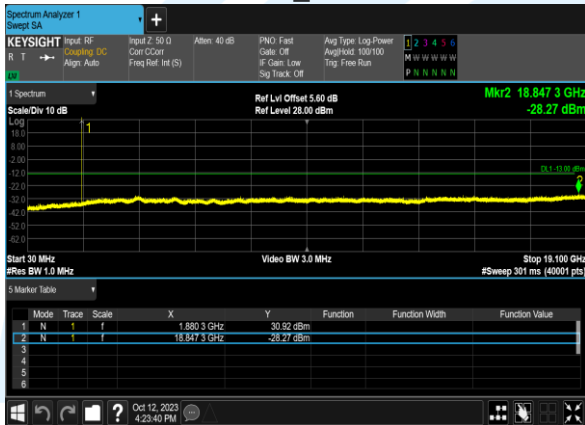 Spectrum Analyzer 1
Swept SA
+
KEYSIGHT Input: RF Input Z: 50 Ω Atten: 40 dB PNO: Fast Avg Type: Log-Power 1 2 3 4 5 6
R T Coupling: DC Corr CCorr Gate: Off Avg|Hold: 100/100 M W W W W W
Align: Auto Freq Ref: Int (S) IF Gain: Low Trig: Free Run
Sig Track: Off P N N N N N
1 Spectrum
Ref Lvl Offset 5.60 dB Mkr2 18.847 3 GHz
Scale/Div 10 dB Ref Level 28.00 dBm -28.27 dBm
Log
18.0
1
8.00
-2.00
-12.0
DL1 -13.00 dBm
-22.0
2
-32.0
-42.0
-52.0
-62.0
Start 30 MHz Video BW 3.0 MHz Stop 19.100 GHz
#Res BW 1.0 MHz #Sweep 301 ms (40001 pts)
5 Marker Table
Mode Trace Scale X Y Function Function Width Function Value
1 N 1 f 1.880 3 GHz 30.92 dBm
2 N 1 f 18.847 3 GHz -28.27 dBm
3
4
5
6
? Oct 12, 2023
4:23:40 PM